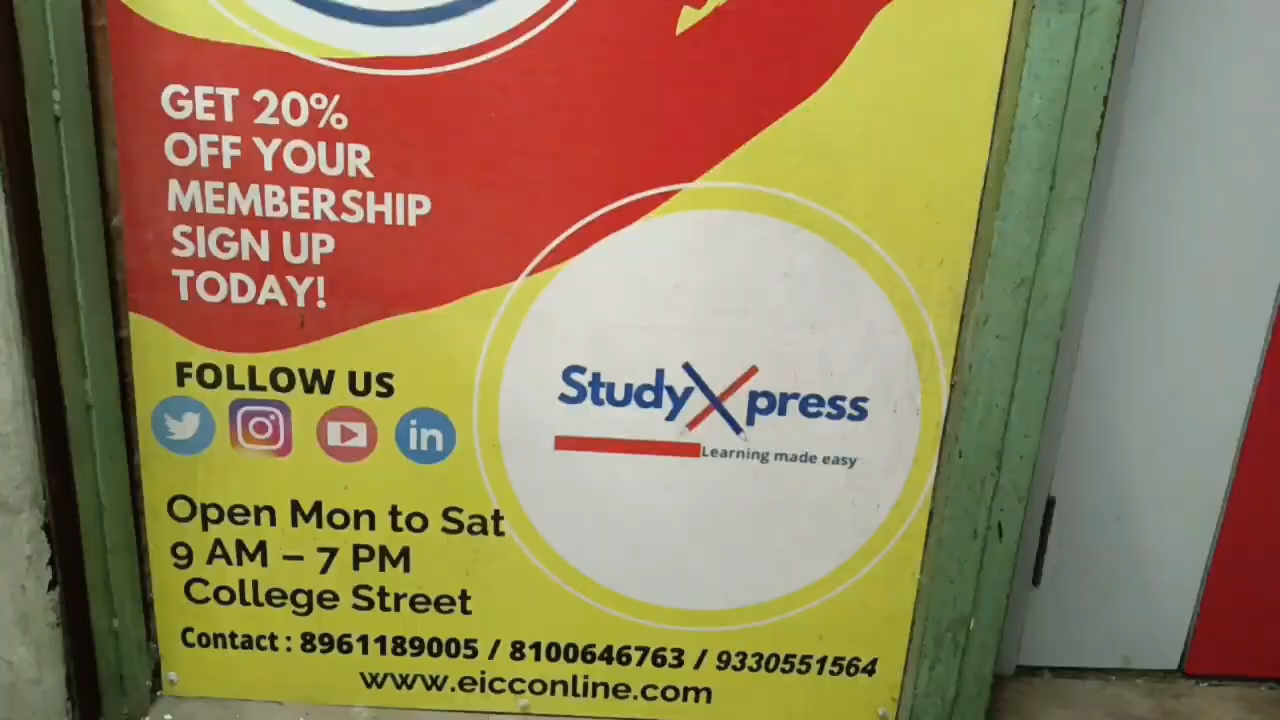 GET 20%
OFF YOUR
MEMBERSHIP
SIGN UP
TODAY!
FOLLOW US
in
StudyXpress
Learning made easy
Open Mon to Sat
9 AM – 7 PM
College Street
Contact : 8961189005 / 8100646763 / 9330551564
www.eicconline.com